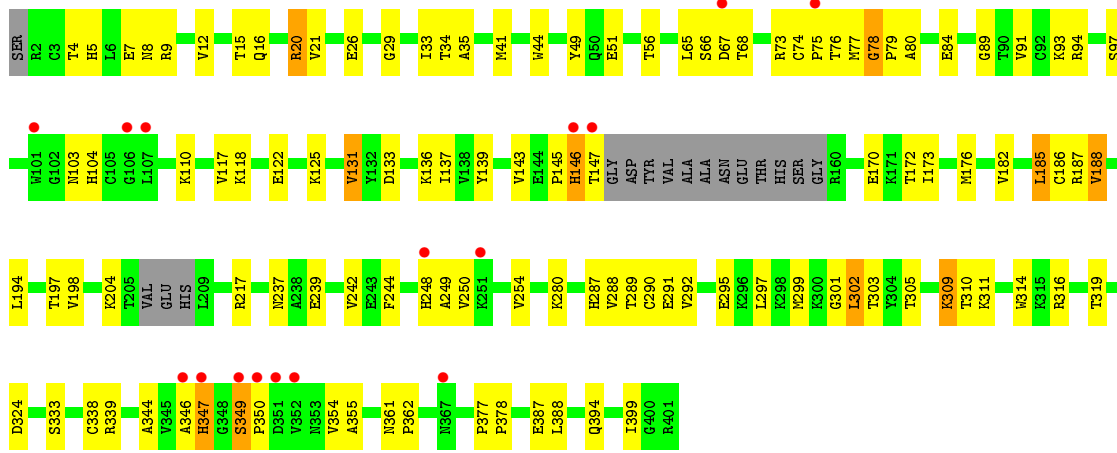 SER R2 C3 T4 H5 L6 E7 N8 R9 V12 T15 Q16 R20 V21 E26 G29 I33 T34 A35 M41 W44 Y49 Q50 E51 T56 L65 S66 D67 T68 R73 C74 P75 T76 M77 G78 P79 A80 E84 G89 T90 V91 C92 K93 R94 S97
W101 G102 N103 H104 C105 G106 L107 K110 V117 K118 E122 K125 V131 Y132 D133 K136 I137 V138 Y139 V143 E144 P145 H146 T147 GLY ASP TYR VAL ALA ALA ASN GLU THR HIS SER GLY R160 E170 K171 T172 I173 M176 V182 L185 C186 R187 V188
L194 T197 V198 K204 T205 VAL GLU HIS L209 R217 N237 A238 E239 V242 E243 F244 H248 A249 V250 K251 V254 K280 H287 V288 T289 C290 E291 V292 E295 K296 L297 K298 M299 K300 G301 L302 T303 Y304 T305 K309 T310 K311 W314 K315 R316 T319
D324 S333 C338 R339 A344 V345 A346 H347 G348 S349 P350 D351 V352 N353 V354 A355 N361 P362 N367 P377 P378 E387 L388 Q394 I399 G400 R401